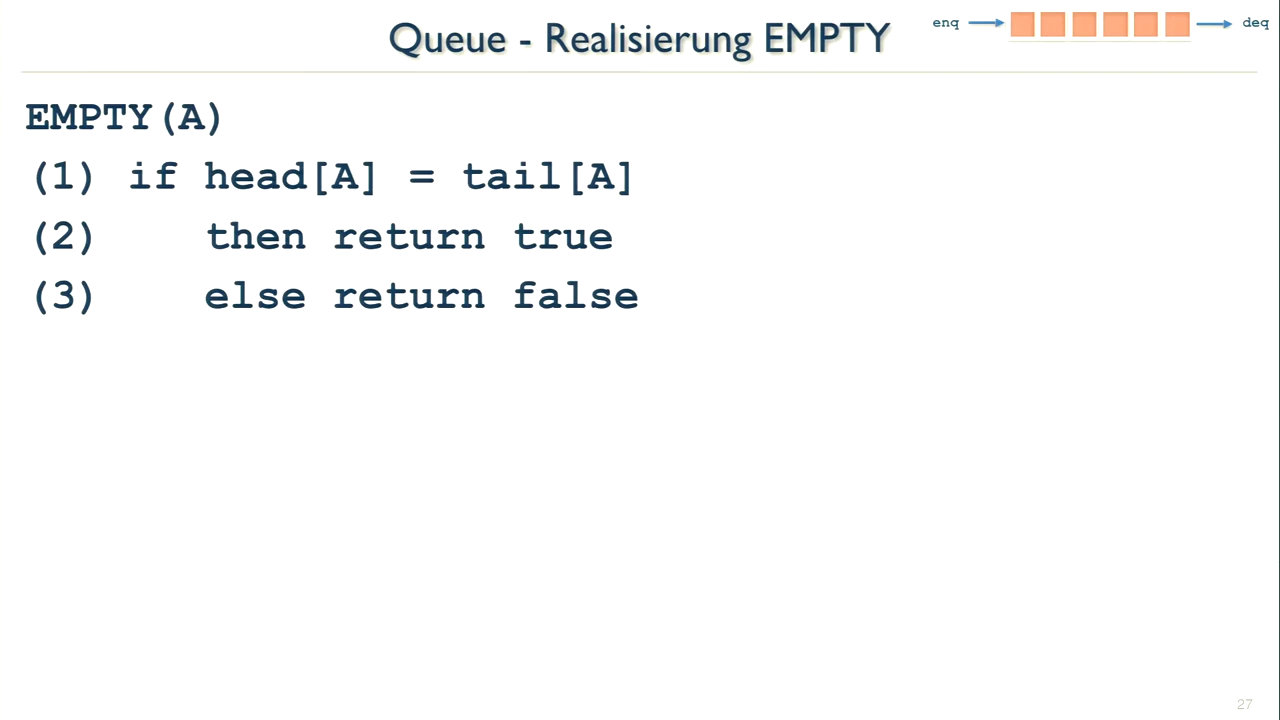 Queue - Realisierung EMPTY
enq
deq
EMPTY(A)
(1) if head[A] = tail[A]
(2) then return true
(3) else return false
27